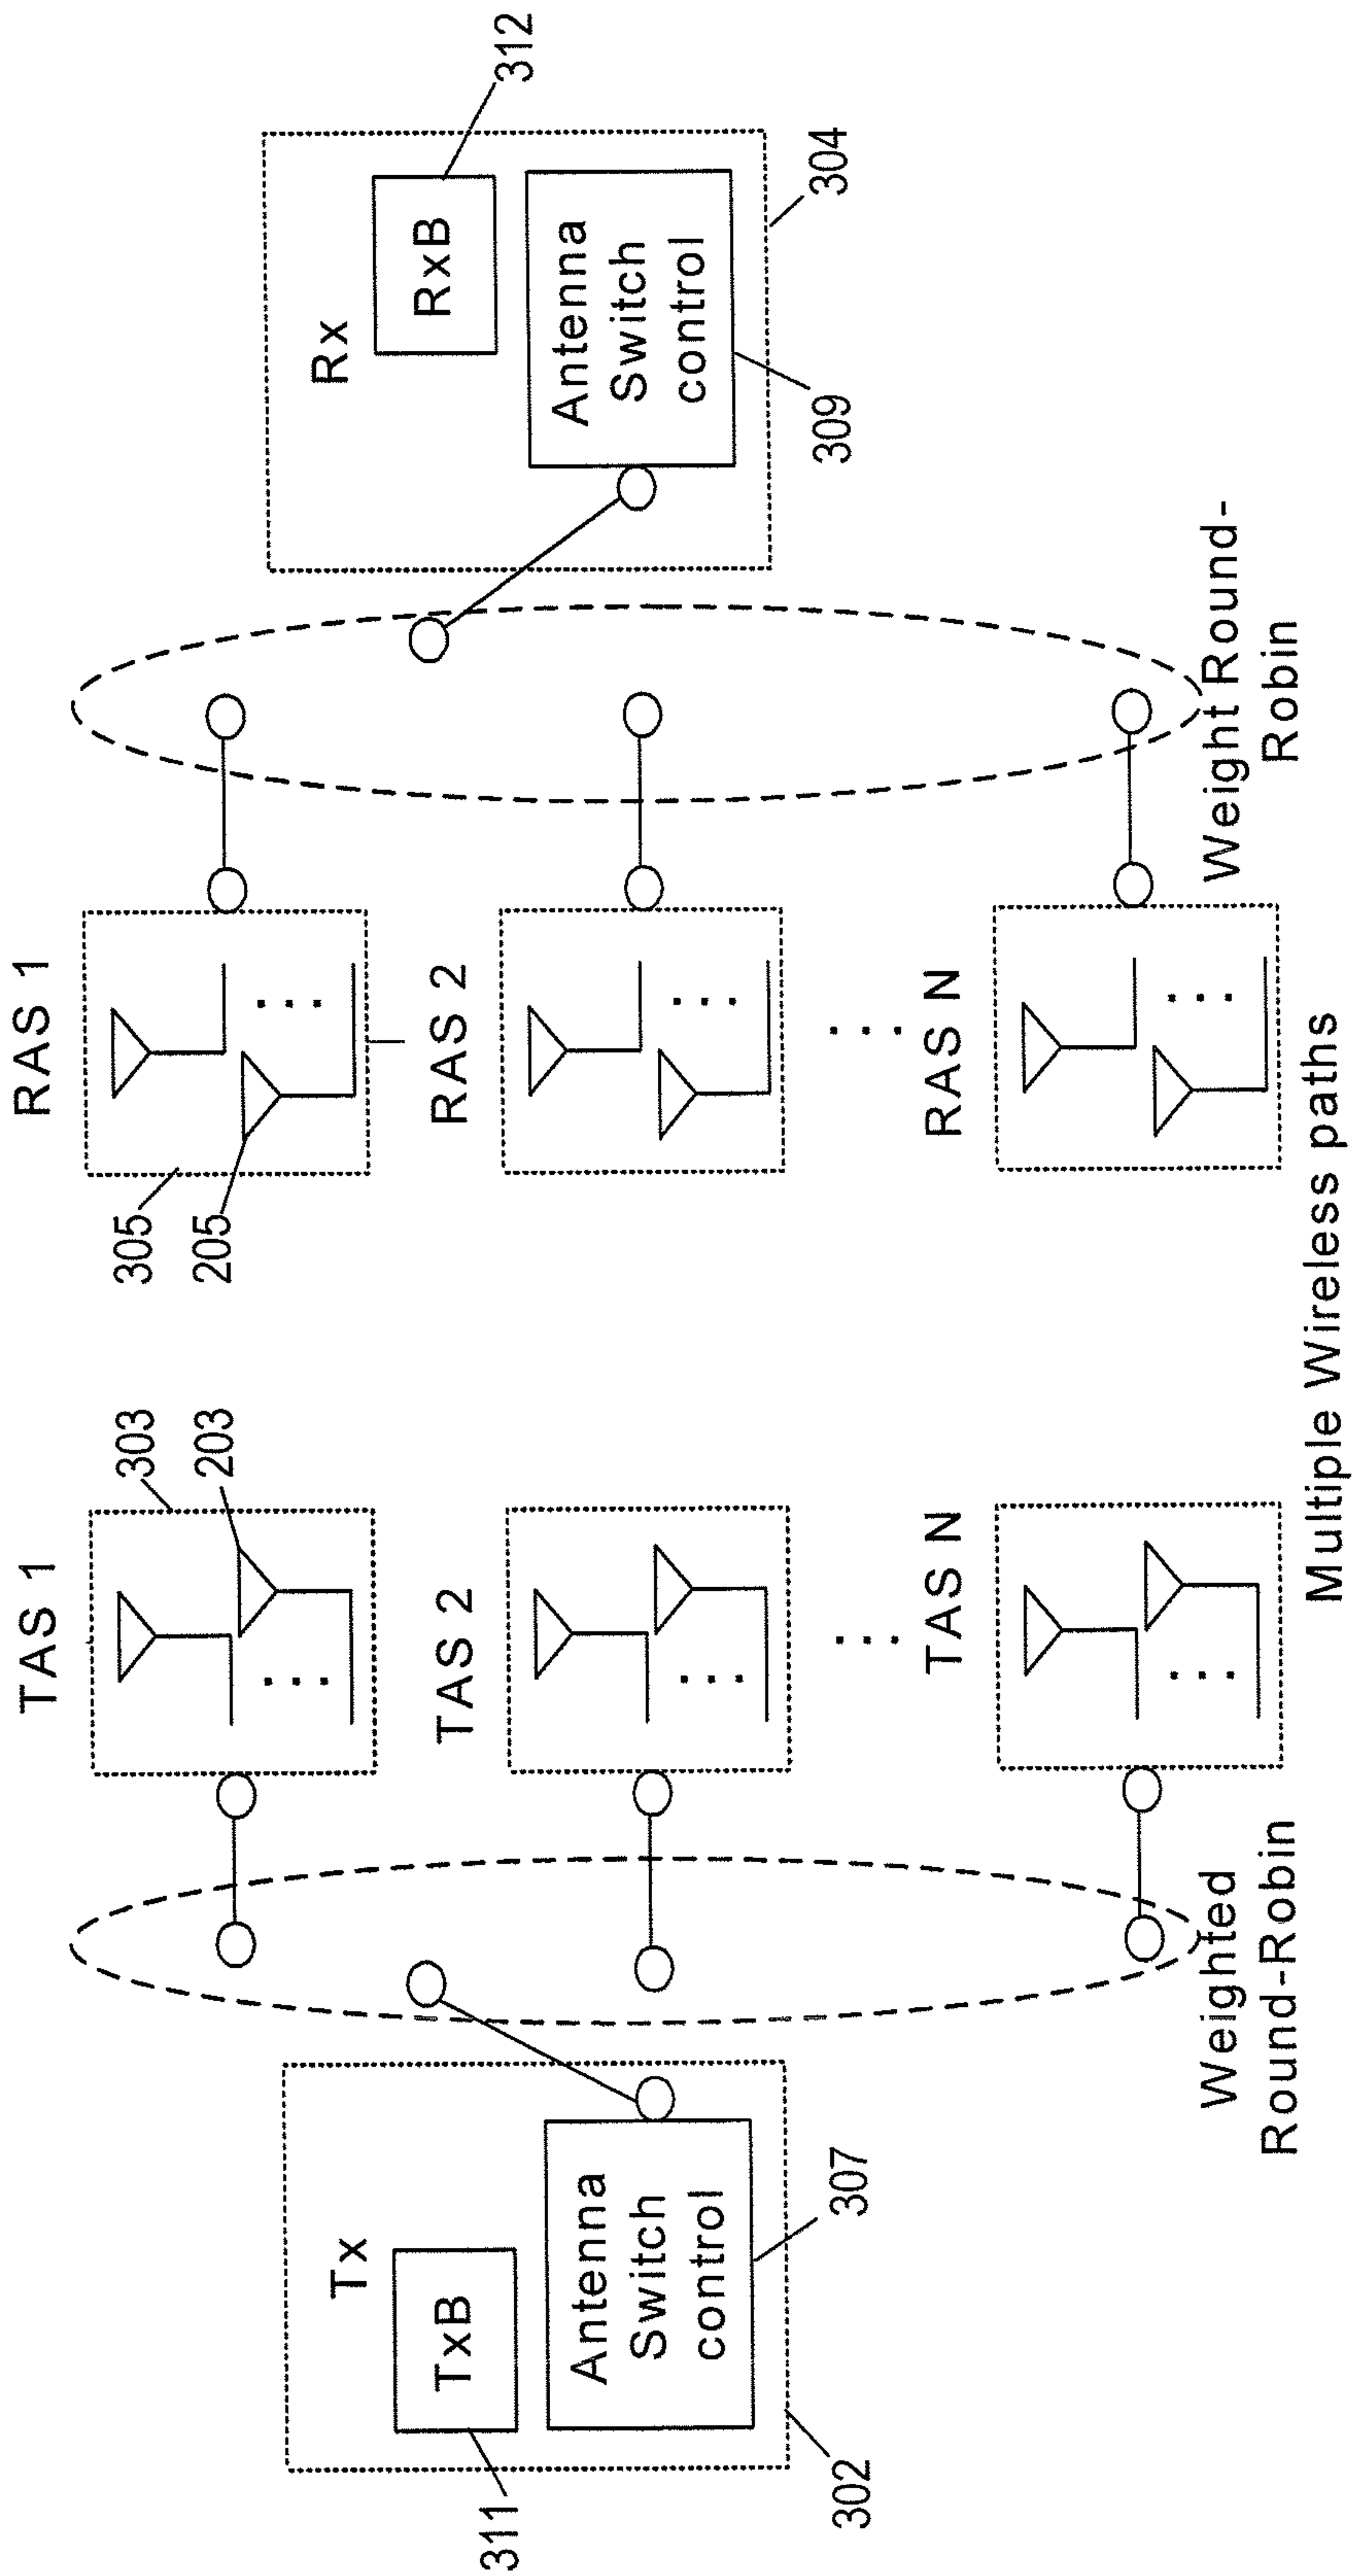 TAS 1
RAS 1
303
203
305
205
312
Tx
TxB
311
Antenna
Switch
control
307
302
TAS 2
RAS 2
Rx
RxB
Antenna
Switch
control
309
304
...
...
TAS N
RAS N
Weighted
Round-Robin
Weight Round-
Robin
Multiple Wireless paths